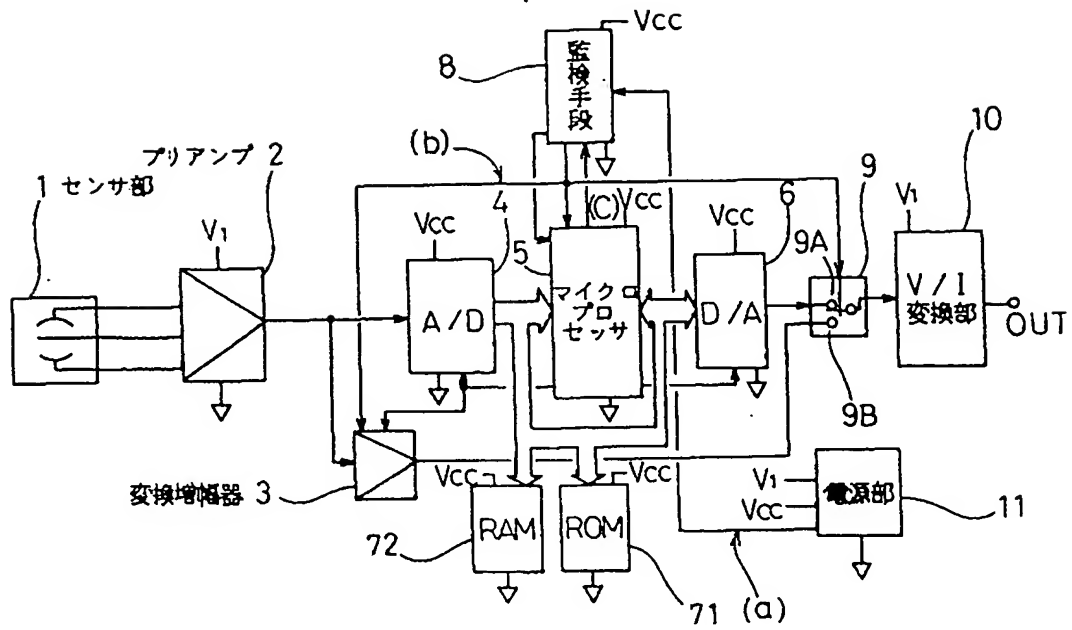 Vcc
監検手段
8
10
(b)
プリアンプ 2
1 センサ部
4
(C)
Vcc
6
9
V1
9A
V1
Vcc
5
Vcc
A/D
マイクロ
プロ
セッサ
D/A
V/I
変換部
OUT
9B
変換増幅器 3
Vcc
Vcc
V1
Vcc
電源部
11
RAM
ROM
72
71
(a)